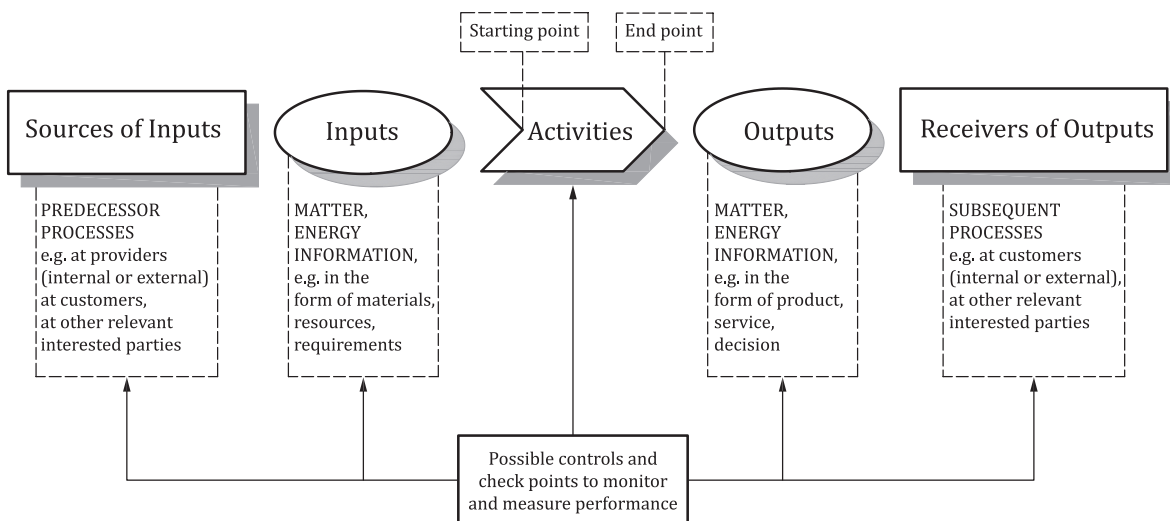 Starting point
End point
Sources of Inputs
Inputs
Activities
Outputs
Receivers of Outputs
PREDECESSOR
PROCESSES
e.g. at providers
(internal or external)
at customers,
at other relevant
interested parties
MATTER,
ENERGY
INFORMATION,
e.g. in the
form of materials,
resources,
requirements
MATTER,
ENERGY
INFORMATION,
e.g. in the
form of product,
service,
decision
SUBSEQUENT
PROCESSES
e.g. at customers
(internal or external),
at other relevant
interested parties
Possible controls and
check points to monitor
and measure performance